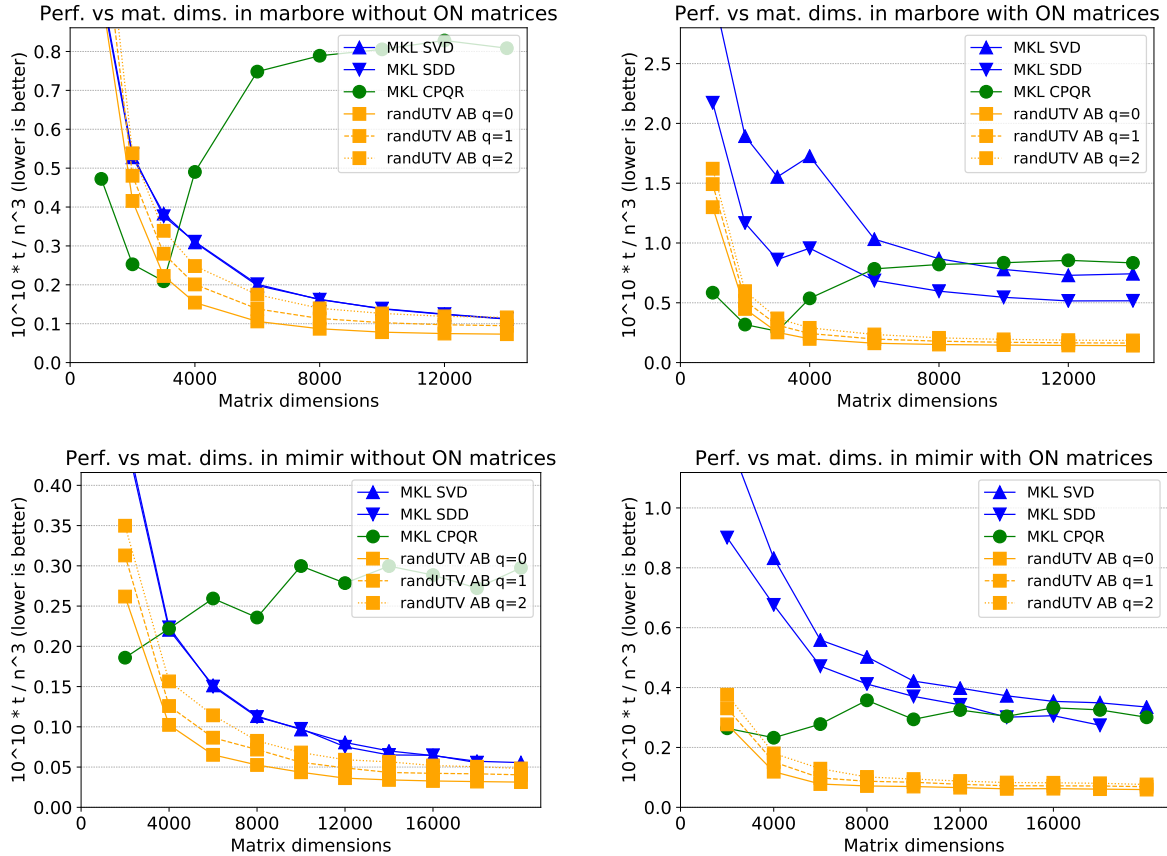 Perf. vs mat. dims. in marbore without ON matrices
10^10 * t / n^3 (lower is better)
0.8
0.7
0.6
0.5
0.4
0.3
0.2
0.1
0.0
0
4000
8000
12000
Matrix dimensions
MKL SVD
MKL SDD
MKL CPQR
randUTV AB q=0
randUTV AB q=1
randUTV AB q=2
Perf. vs mat. dims. in marbore with ON matrices
10^10 * t / n^3 (lower is better)
2.5
2.0
1.5
1.0
0.5
0.0
0
4000
8000
12000
Matrix dimensions
MKL SVD
MKL SDD
MKL CPQR
randUTV AB q=0
randUTV AB q=1
randUTV AB q=2
Perf. vs mat. dims. in mimir without ON matrices
10^10 * t / n^3 (lower is better)
0.40
0.35
0.30
0.25
0.20
0.15
0.10
0.05
0.00
0
4000
8000
12000
16000
Matrix dimensions
MKL SVD
MKL SDD
MKL CPQR
randUTV AB q=0
randUTV AB q=1
randUTV AB q=2
Perf. vs mat. dims. in mimir with ON matrices
10^10 * t / n^3 (lower is better)
1.0
0.8
0.6
0.4
0.2
0.0
0
4000
8000
12000
16000
Matrix dimensions
MKL SVD
MKL SDD
MKL CPQR
randUTV AB q=0
randUTV AB q=1
randUTV AB q=2